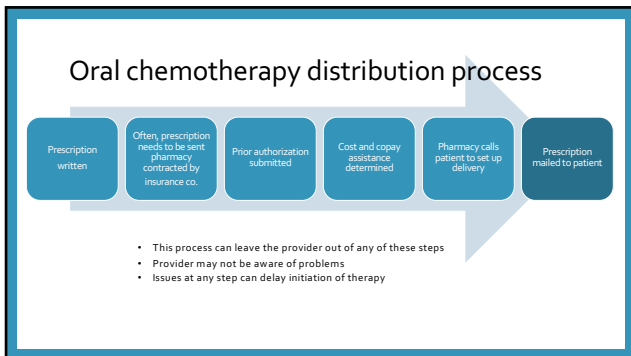 Oral chemotherapy distribution process
Prescription
written
Often, prescription
needs to be sent
pharmacy
contracted by
insurance co.
Prior authorization
submitted
Cost and copay
assistance
determined
Pharmacy calls
patient to set up
delivery
Prescription
mailed to patient
• This process can leave the provider out of any of these steps
• Provider may not be aware of problems
• Issues at any step can delay initiation of therapy